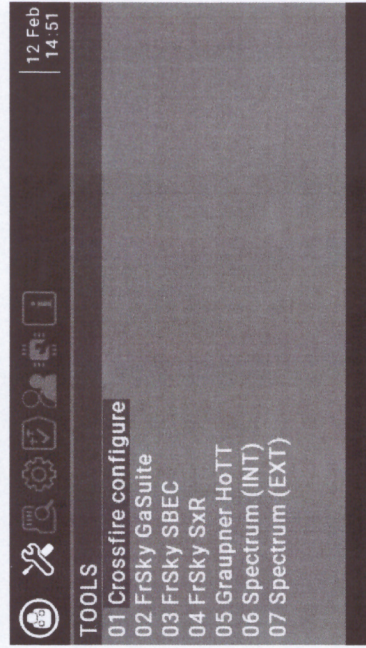 12 Feb
14:51
TOOLS
01 Crossfire configure
02 FrSky GaSuite
03 FrSky SBEC
04 FrSky SxR
05 Graupner HoTT
06 Spectrum (INT)
07 Spectrum (EXT)